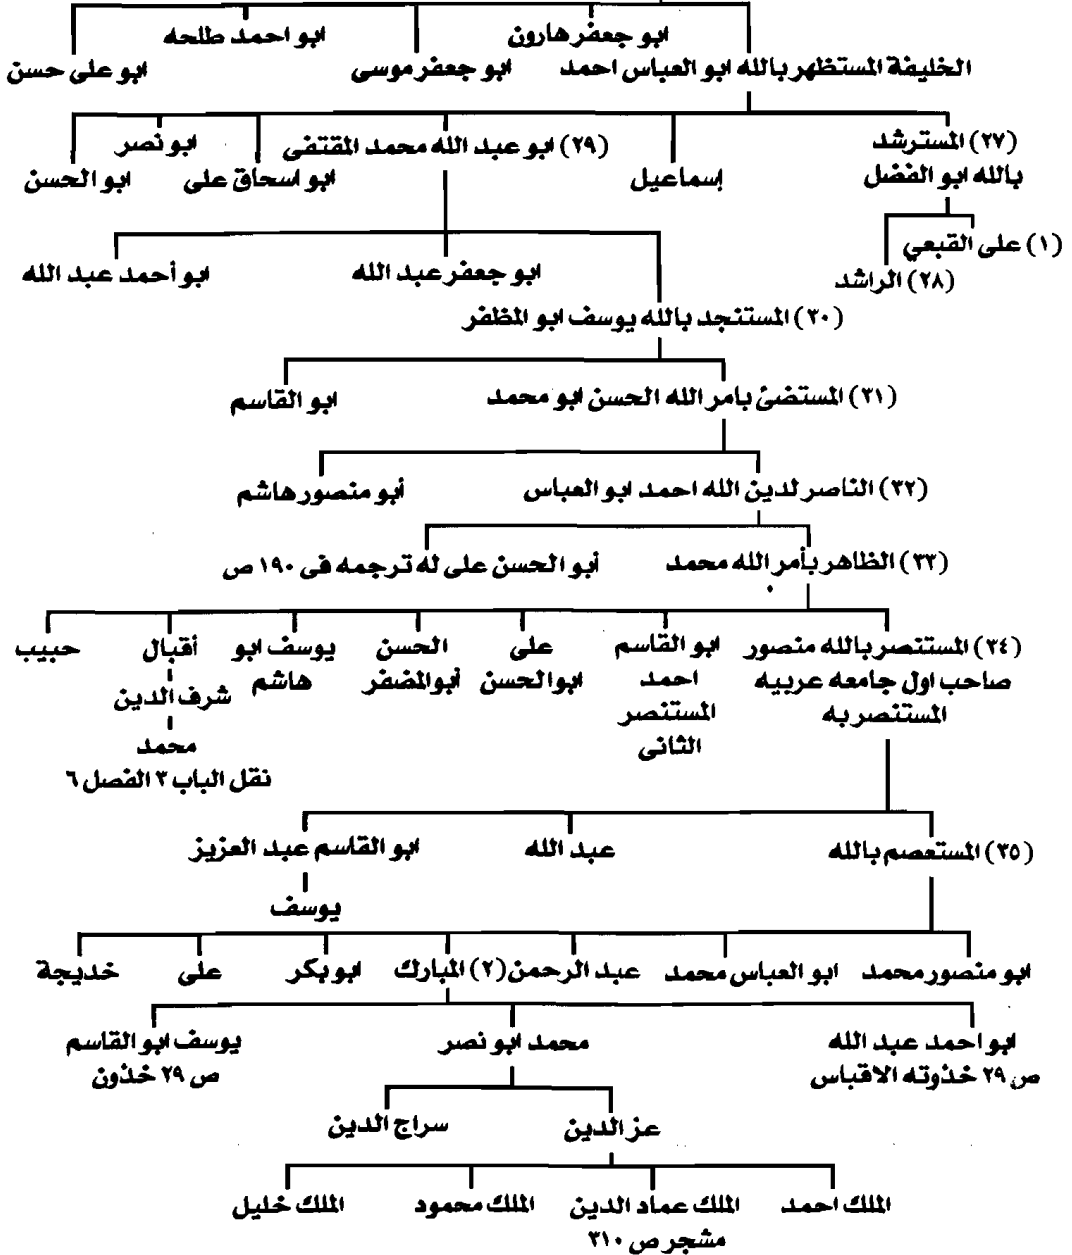 ابو جعفر هارون
ابو احمد طلحه
الخليفة المستظهر بالله ابو العباس احمد
ابو جعفر موسى
ابو على حسن
(٢٧) المسترشد
بالله ابو الفضل
إسماعيل
(٢٩) ابو عبد الله محمد المقتفى
ابو اسحاق على
ابو نصر
ابو الحسن
(١) على القبعي
(٢٨) الراشد
ابو جعفر عبد الله
ابو أحمد عبد الله
(٣٠) المستنجد بالله يوسف ابو المظفر
(٣١) المستضئ بامر الله الحسن ابو محمد
ابو القاسم
(٣٢) الناصر لدين الله احمد ابو العباس
أبو منصور هاشم
(٣٣) الظاهر بأمر الله محمد
أبو الحسن على له ترجمه فى ١٩٠ ص
(٣٤) المستنصر بالله منصور
صاحب اول جامعه عربيه
المستنصر به
ابو القاسم
احمد
المستنصر
الثانى
على
ابو الحسن
الحسن
أبو المضفر
يوسف ابو
هاشم
أقبال
شرف الدين
محمد
نقل الباب ٣ الفصل ٦
حبيب
(٣٥) المستعصم بالله
عبد الله
ابو القاسم عبد العزيز
يوسف
ابو منصور محمد
ابو العباس محمد
عبد الرحمن
(٢) المبارك
ابو بكر
على
خديجة
ابو احمد عبد الله
ص ٢٩ خذوته الاقباس
محمد ابو نصر
يوسف ابو القاسم
ص ٢٩ خذون
عز الدين
سراج الدين
الملك احمد
الملك عماد الدين
مشجر ص ٣١٠
الملك محمود
الملك خليل